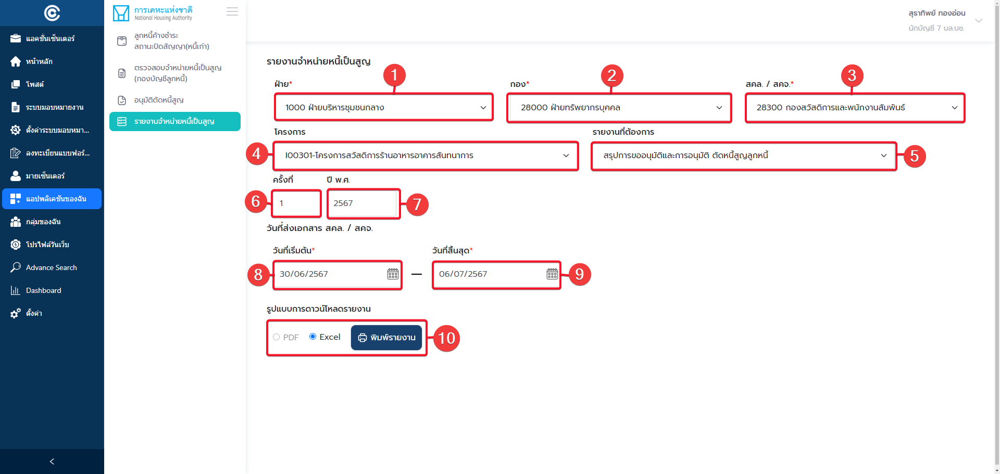 แอคชั่นเซ็นเตอร์
หน้าหลัก
โพสต์
ระบบมอบหมายงาน
ตั้งค่าระบบมอบหมา...
ลงทะเบียนแบบฟอร์...
มายเซ็นเตอร์
แอปพลิเคชันของฉัน
กลุ่มของฉัน
โปรไฟล์วันเว็บ
Advance Search
Dashboard
ตั้งค่า
การเคหะแห่งชาติ
National Housing Authority
ลูกหนี้ค้างชำระ
สถานะปิดสัญญา(หนี้เก่า)
ตรวจสอบจำหน่ายหนี้เป็นสูญ
(กองบัญชีลูกหนี้)
อนุมัติตัดหนี้สูญ
รายงานจำหน่ายหนี้เป็นสูญ
สุธาทิพย์ ทองอ่อน
นักบัญชี 7 บล.บช.
รายงานจำหน่ายหนี้เป็นสูญ
1 2 3
ฝ่าย* กอง* สคล. / สคจ.*
1000 ฝ่ายบริหารชุมชนกลาง 28000 ฝ่ายทรัพยากรบุคคล 28300 กองสวัสดิการและพนักงานสัมพันธ์
โครงการ รายงานที่ต้องการ
4 I00301-โครงการสวัสดิการร้านอาหารอาคารสันทนาการ สรุปการขออนุมัติและการอนุมัติ ตัดหนี้สูญลูกหนี้ 5
ครั้งที่ ปี พ.ศ.
6 1 2567 7
วันที่ส่งเอกสาร สคล. / สคจ.
วันที่เริ่มต้น* วันที่สิ้นสุด*
8 30/06/2567 — 06/07/2567 9
รูปแบบการดาวน์โหลดรายงาน
PDF Excel พิมพ์รายงาน 10